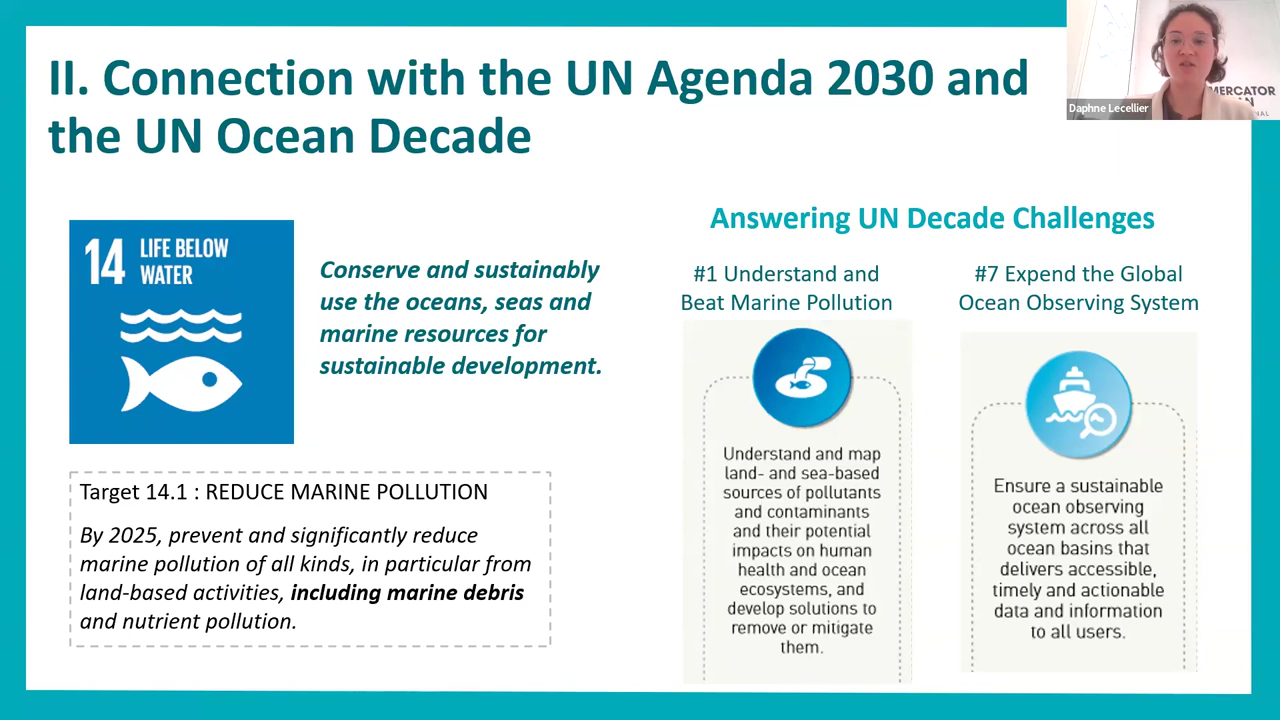 II. Connection with the UN Agenda 2030 and
the UN Ocean Decade
Daphne Lecellier
MERCATOR
14 LIFE BELOW
WATER
Conserve and sustainably
use the oceans, seas and
marine resources for
sustainable development.
Target 14.1 : REDUCE MARINE POLLUTION
By 2025, prevent and significantly reduce
marine pollution of all kinds, in particular from
land-based activities, including marine debris
and nutrient pollution.
Answering UN Decade Challenges
#1 Understand and
Beat Marine Pollution
Understand and map
land- and sea-based
sources of pollutants
and contaminants
and their potential
impacts on human
health and ocean
ecosystems, and
develop solutions to
remove or mitigate
them.
#7 Expend the Global
Ocean Observing System
Ensure a sustainable
ocean observing
system across all
ocean basins that
delivers accessible,
timely and actionable
data and information
to all users.